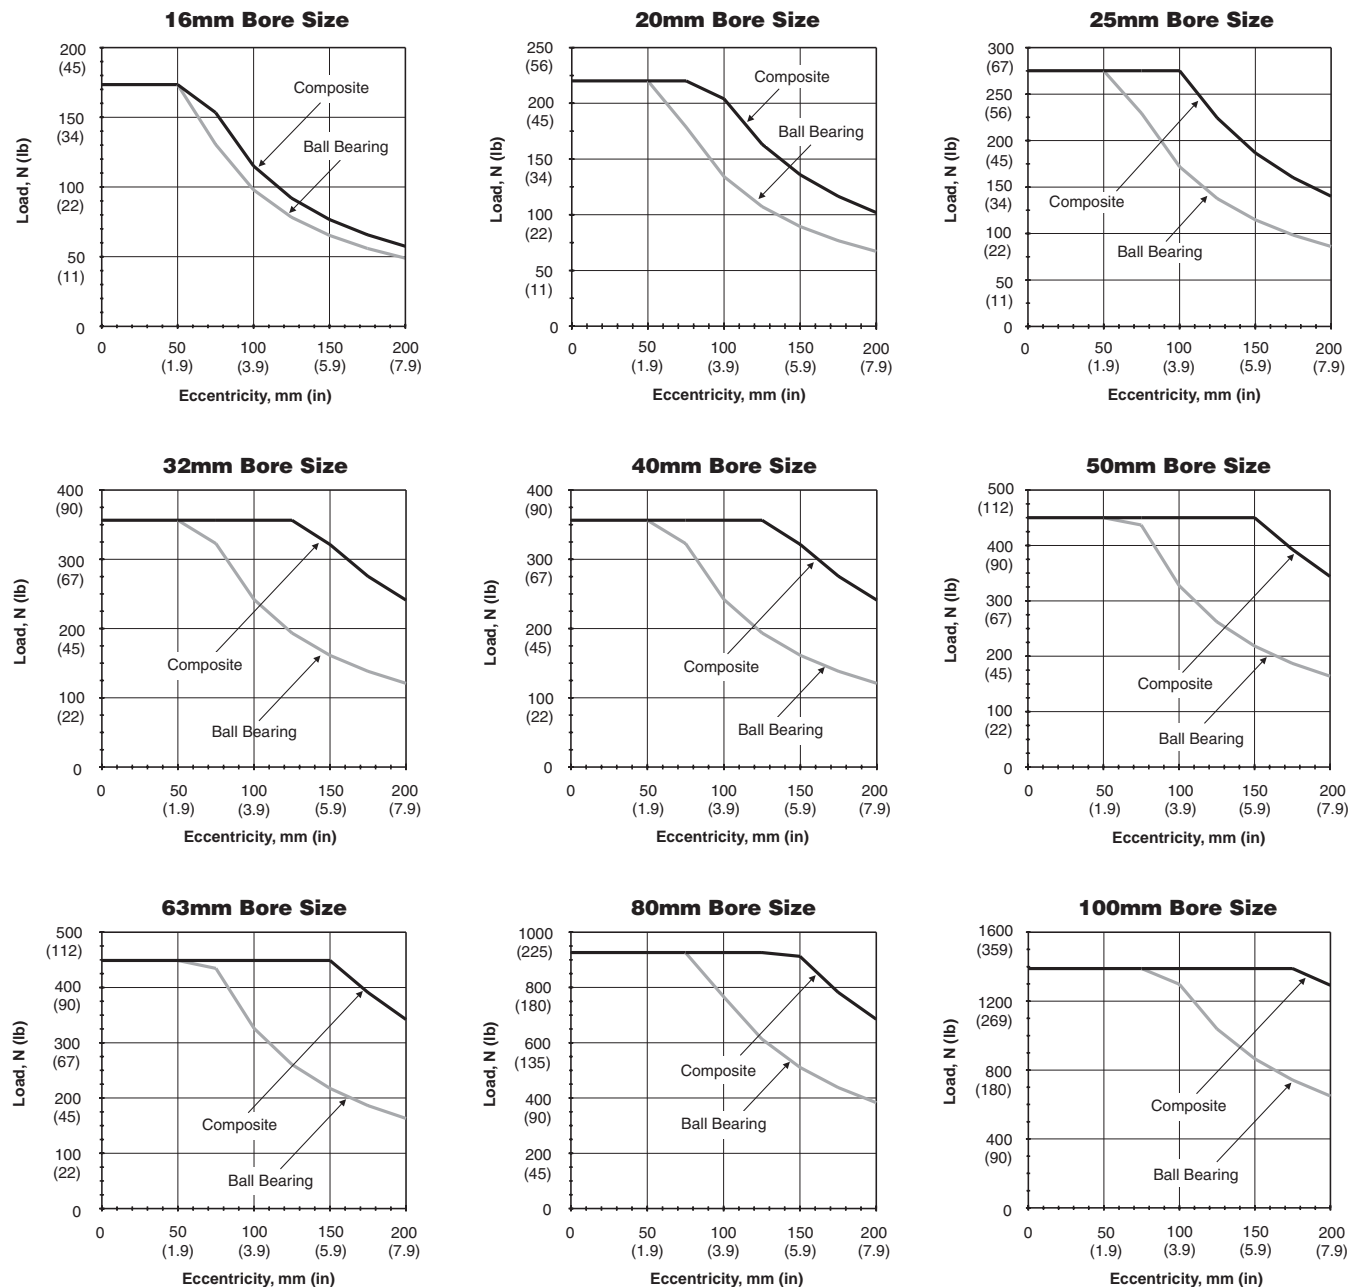 16mm Bore Size
200
(45)
150
(34)
100
(22)
50
(11)
0
Load, N (lb)
Composite
Ball Bearing
0 50 100 150 200
(1.9) (3.9) (5.9) (7.9)
Eccentricity, mm (in)
20mm Bore Size
250
(56)
200
(45)
150
(34)
100
(22)
50
(11)
0
Load, N (lb)
Composite
Ball Bearing
0 50 100 150 200
(1.9) (3.9) (5.9) (7.9)
Eccentricity, mm (in)
25mm Bore Size
300
(67)
250
(56)
200
(45)
150
(34)
100
(22)
50
(11)
0
Load, N (lb)
Composite
Ball Bearing
0 50 100 150 200
(1.9) (3.9) (5.9) (7.9)
Eccentricity, mm (in)
32mm Bore Size
400
(90)
300
(67)
200
(45)
100
(22)
0
Load, N (lb)
Composite
Ball Bearing
0 50 100 150 200
(1.9) (3.9) (5.9) (7.9)
Eccentricity, mm (in)
40mm Bore Size
400
(90)
300
(67)
200
(45)
100
(22)
0
Load, N (lb)
Composite
Ball Bearing
0 50 100 150 200
(1.9) (3.9) (5.9) (7.9)
Eccentricity, mm (in)
50mm Bore Size
500
(112)
400
(90)
300
(67)
200
(45)
100
(22)
0
Load, N (lb)
Composite
Ball Bearing
0 50 100 150 200
(1.9) (3.9) (5.9) (7.9)
Eccentricity, mm (in)
63mm Bore Size
500
(112)
400
(90)
300
(67)
200
(45)
100
(22)
0
Load, N (lb)
Composite
Ball Bearing
0 50 100 150 200
(1.9) (3.9) (5.9) (7.9)
Eccentricity, mm (in)
80mm Bore Size
1000
(225)
800
(180)
600
(135)
400
(90)
200
(45)
0
Load, N (lb)
Composite
Ball Bearing
0 50 100 150 200
(1.9) (3.9) (5.9) (7.9)
Eccentricity, mm (in)
100mm Bore Size
1600
(359)
1200
(269)
800
(180)
400
(90)
0
Load, N (lb)
Composite
Ball Bearing
0 50 100 150 200
(1.9) (3.9) (5.9) (7.9)
Eccentricity, mm (in)